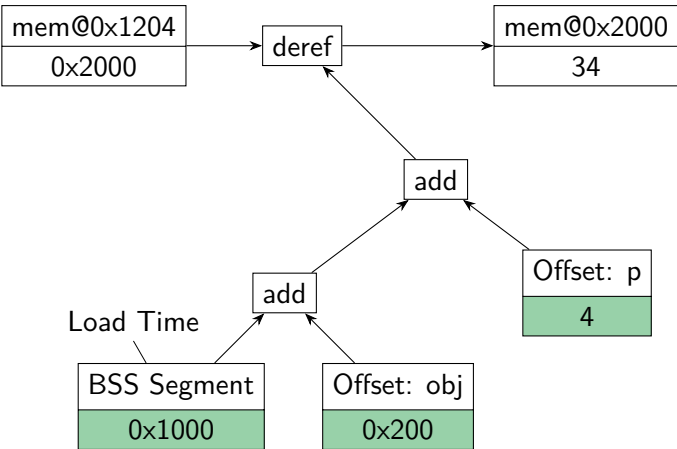 mem@0x1204
0x2000
deref
mem@0x2000
34
add
Offset: p
4
add
Load Time
BSS Segment
0x1000
Offset: obj
0x200